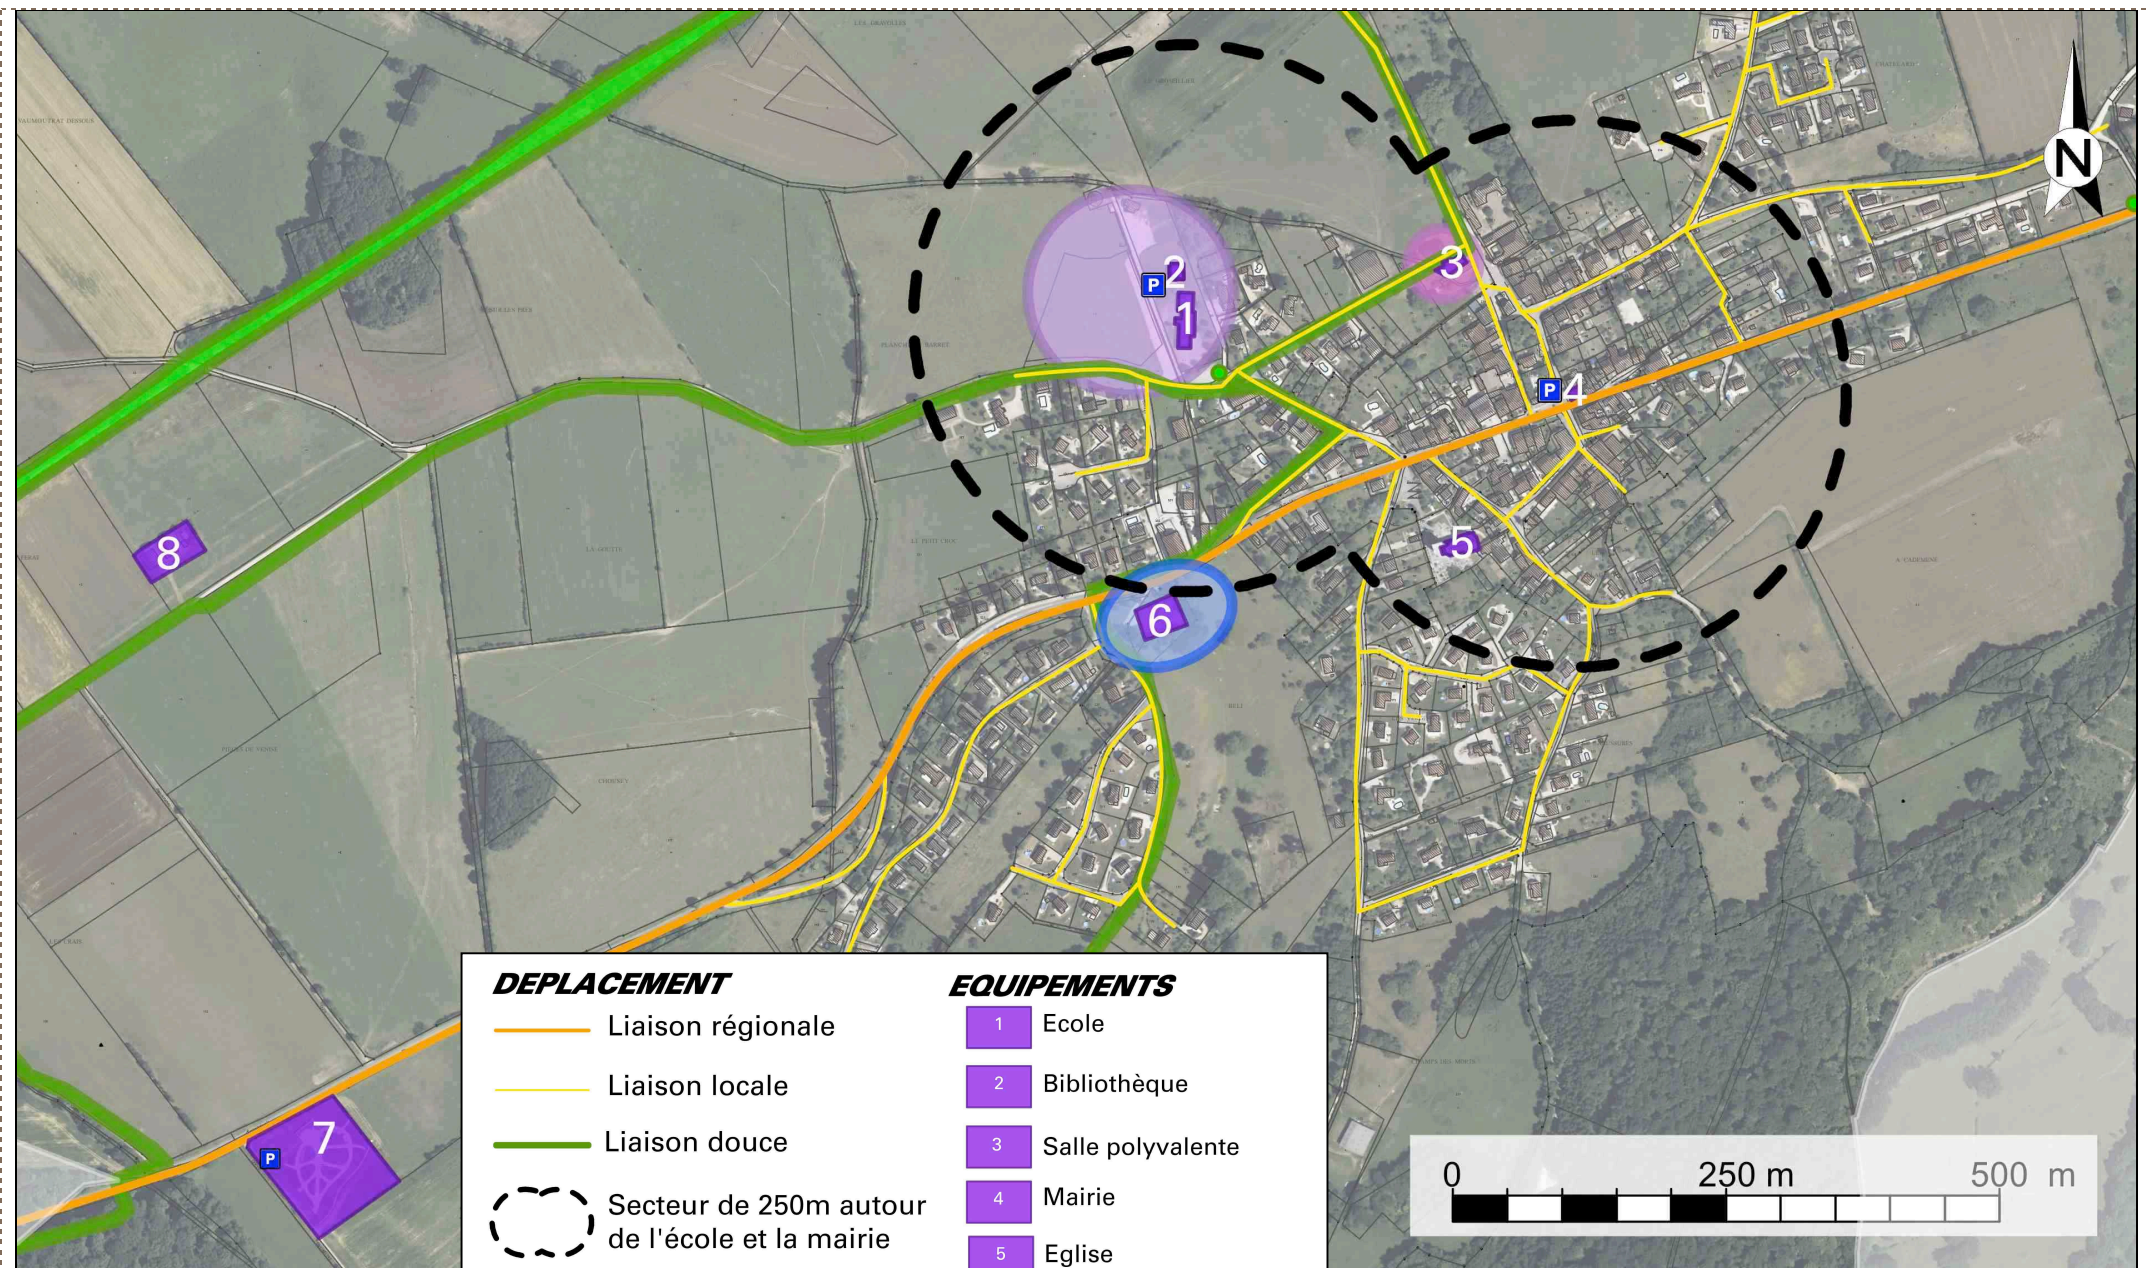 N
P
2
1
3
P
4
5
6
8
7
P
DEPLACEMENT
Liaison régionale
Liaison locale
Liaison douce
Secteur de 250m autour
de l'école et la mairie
EQUIPEMENTS
1 Ecole
2 Bibliothèque
3 Salle polyvalente
4 Mairie
5 Eglise
0 250 m 500 m